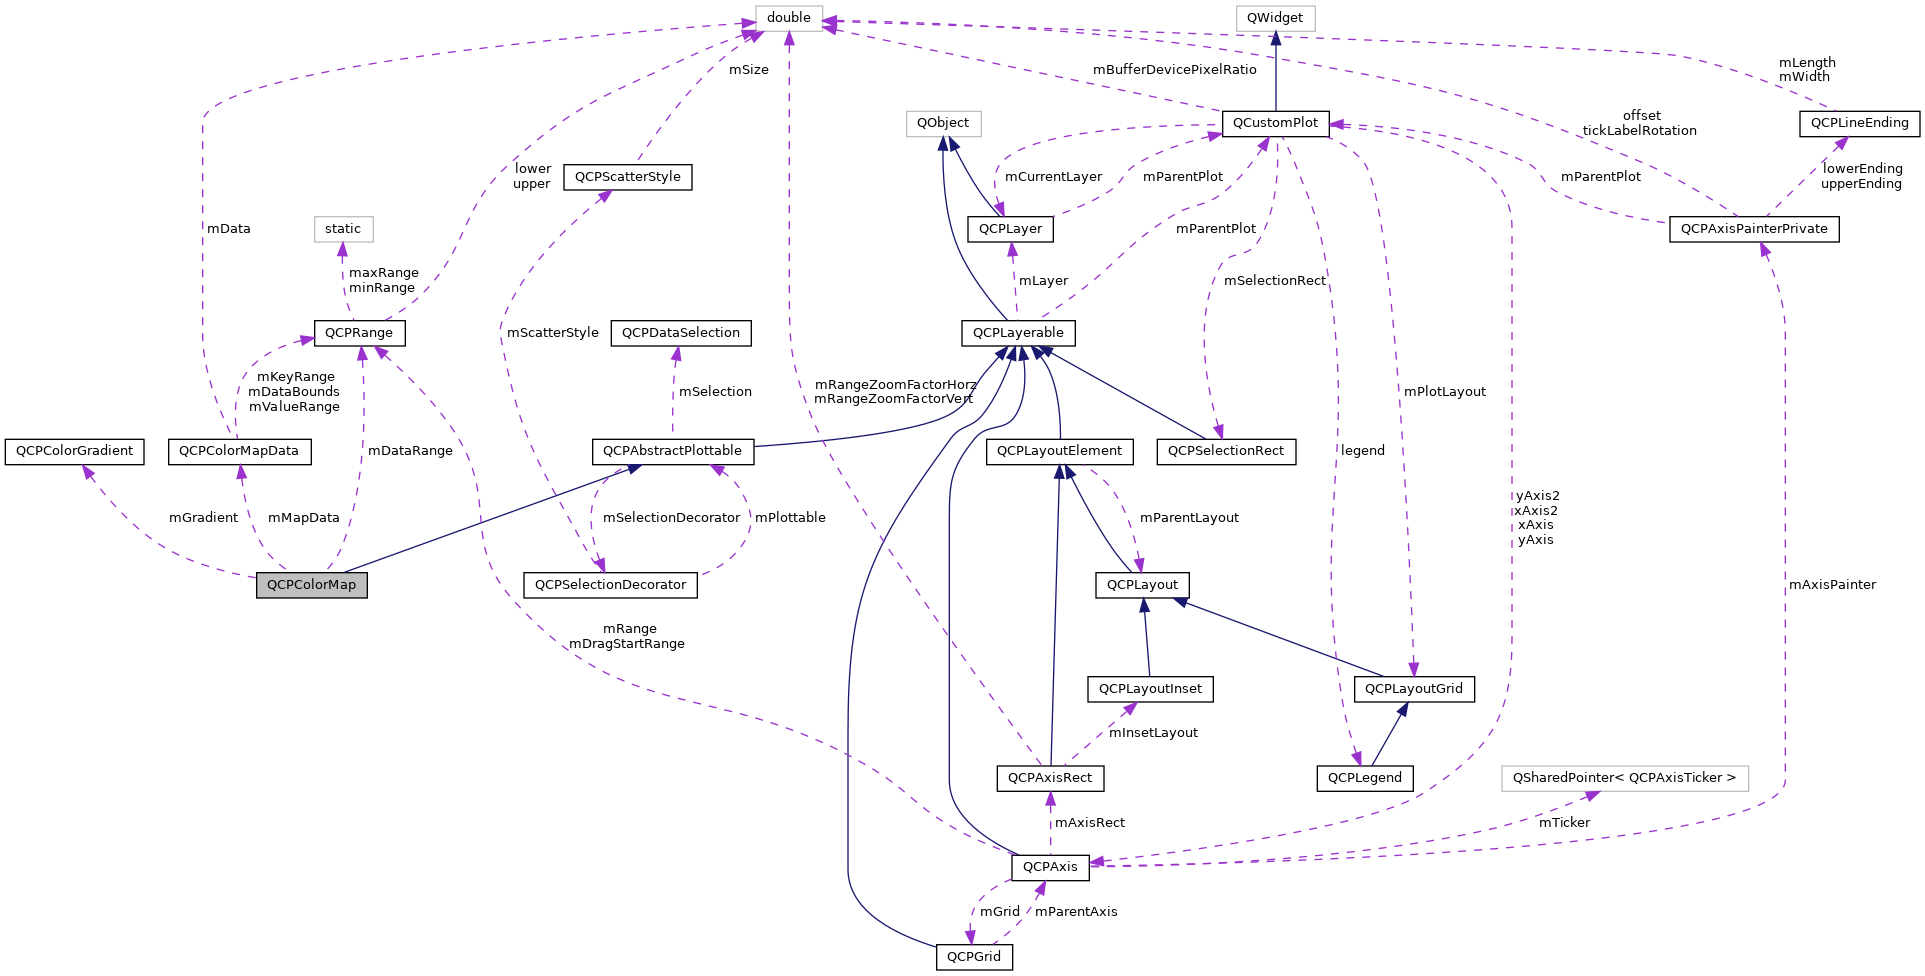 double
QWidget
mSize
mBufferDevicePixelRatio
mLength
mWidth
QObject
QCustomPlot
offset
tickLabelRotation
QCPLineEnding
QCPScatterStyle
lower
upper
mCurrentLayer
mParentPlot
mParentPlot
lowerEnding
upperEnding
static
mData
QCPLayer
mParentPlot
QCPAxisPainterPrivate
maxRange
minRange
mLayer
mSelectionRect
QCPRange
mScatterStyle
QCPDataSelection
QCPLayerable
mKeyRange
mDataBounds
mValueRange
mSelection
mRangeZoomFactorHorz
mRangeZoomFactorVert
mPlotLayout
QCPColorGradient
QCPColorMapData
mDataRange
QCPAbstractPlottable
QCPLayoutElement
QCPSelectionRect
legend
mGradient
mMapData
mSelectionDecorator
mPlottable
mParentLayout
yAxis2
xAxis2
xAxis
yAxis
QCPColorMap
QCPSelectionDecorator
QCPLayout
mAxisPainter
mRange
mDragStartRange
QCPLayoutInset
QCPLayoutGrid
mInsetLayout
QCPAxisRect
QCPLegend
QSharedPointer< QCPAxisTicker >
mAxisRect
mTicker
QCPAxis
mGrid
mParentAxis
QCPGrid